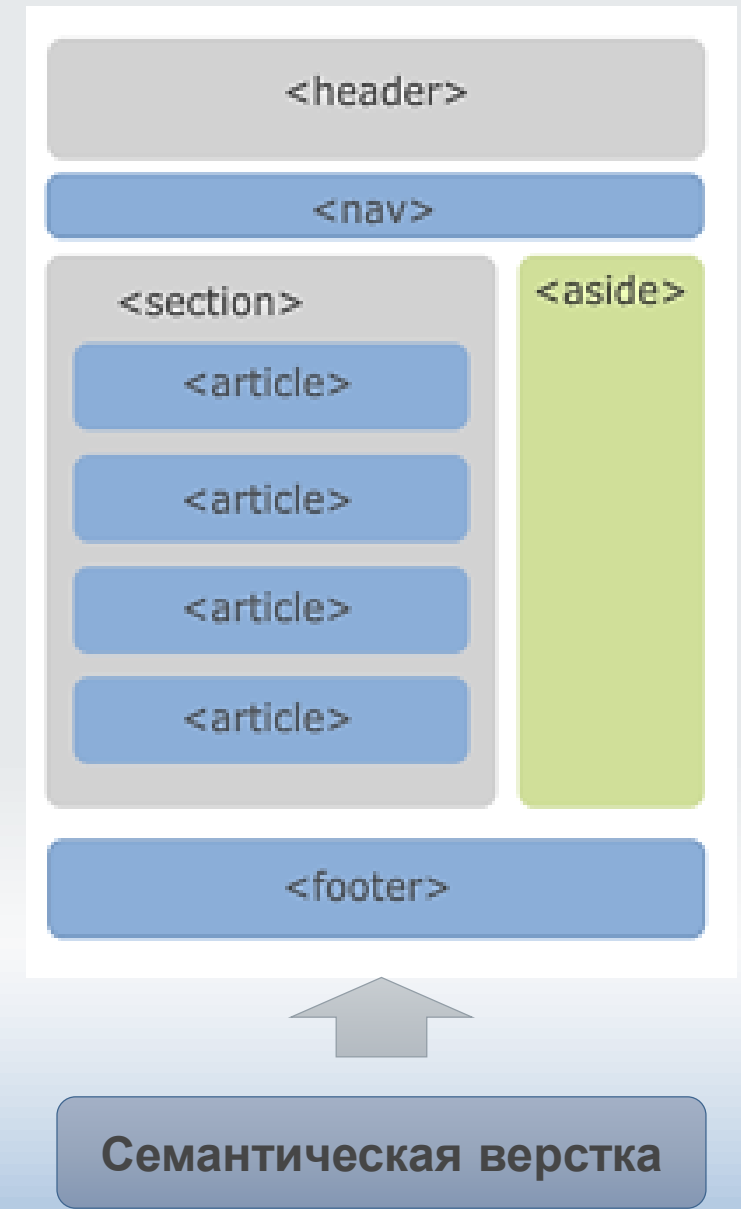 <header>
<nav>
<section>
<aside>
<article>
<article>
<article>
<article>
<footer>
Семантическая верстка